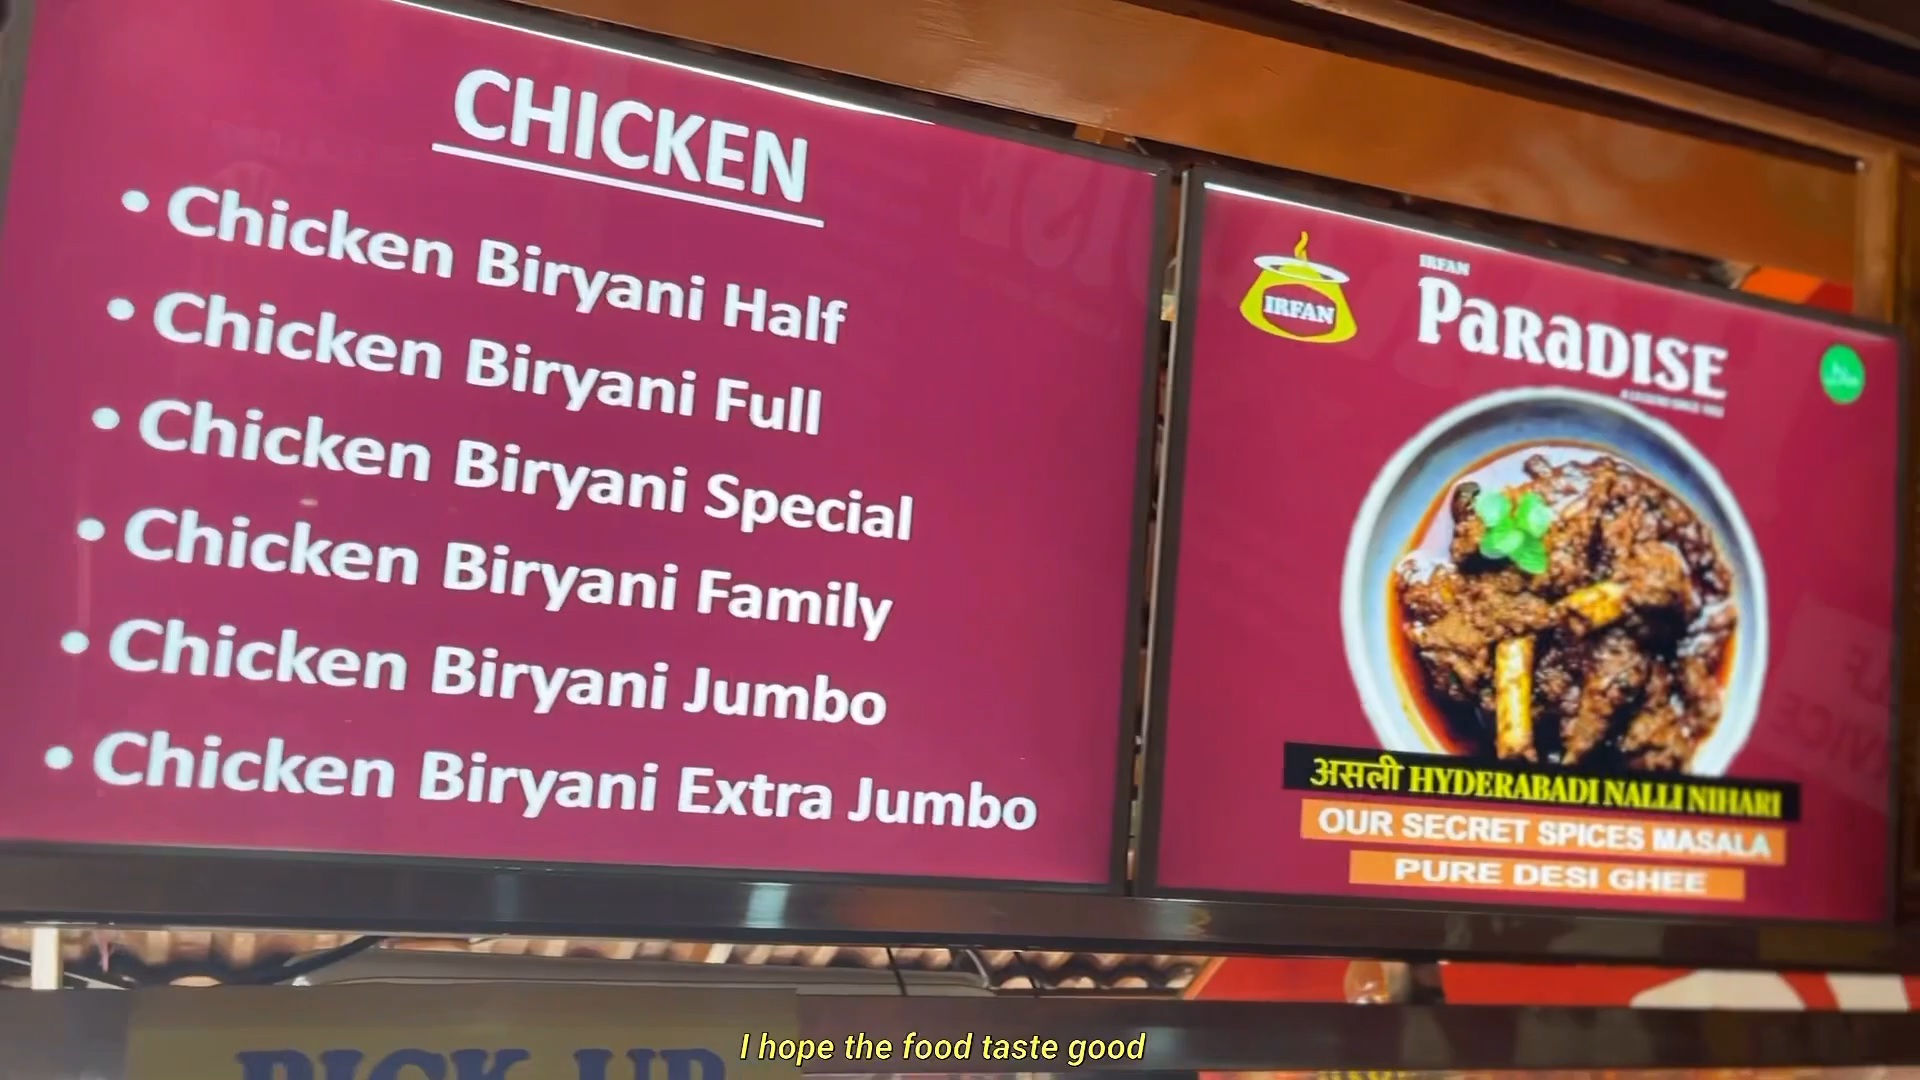 CHICKEN
• Chicken Biryani Half
• Chicken Biryani Full
• Chicken Biryani Special
• Chicken Biryani Family
• Chicken Biryani Jumbo
• Chicken Biryani Extra Jumbo
IRFAN
IRFAN
PaRaDISE
असली HYDERABADI NALLI NIHARI
OUR SECRET SPICES MASALA
PURE DESI GHEE
PICK UP
I hope the food taste good